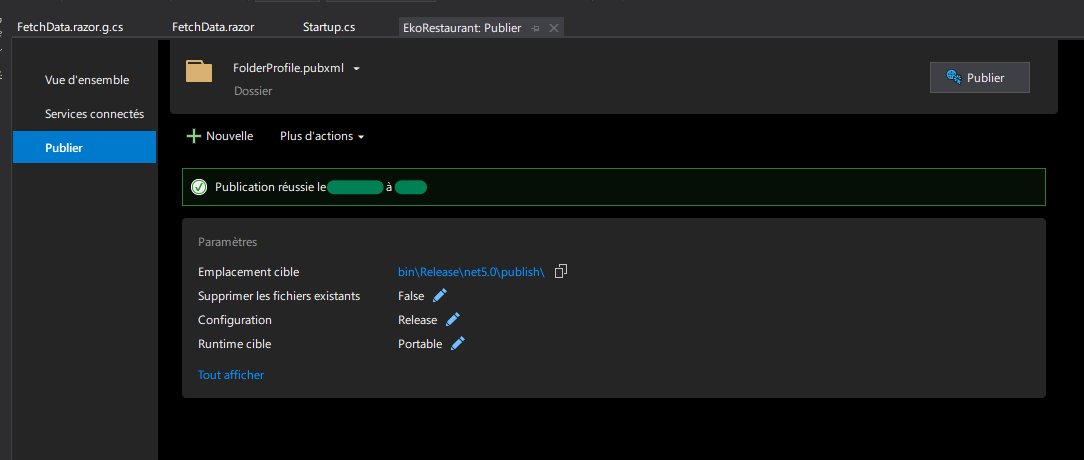 FetchData.razor.g.cs FetchData.razor Startup.cs EkoRestaurant: Publier
Vue d'ensemble
Services connectés
Publier
FolderProfile.pubxml
Dossier
Publier
Nouvelle Plus d'actions
Publication réussie le à
Paramètres
Emplacement cible bin\Release\net5.0\publish\
Supprimer les fichiers existants False
Configuration Release
Runtime cible Portable
Tout afficher